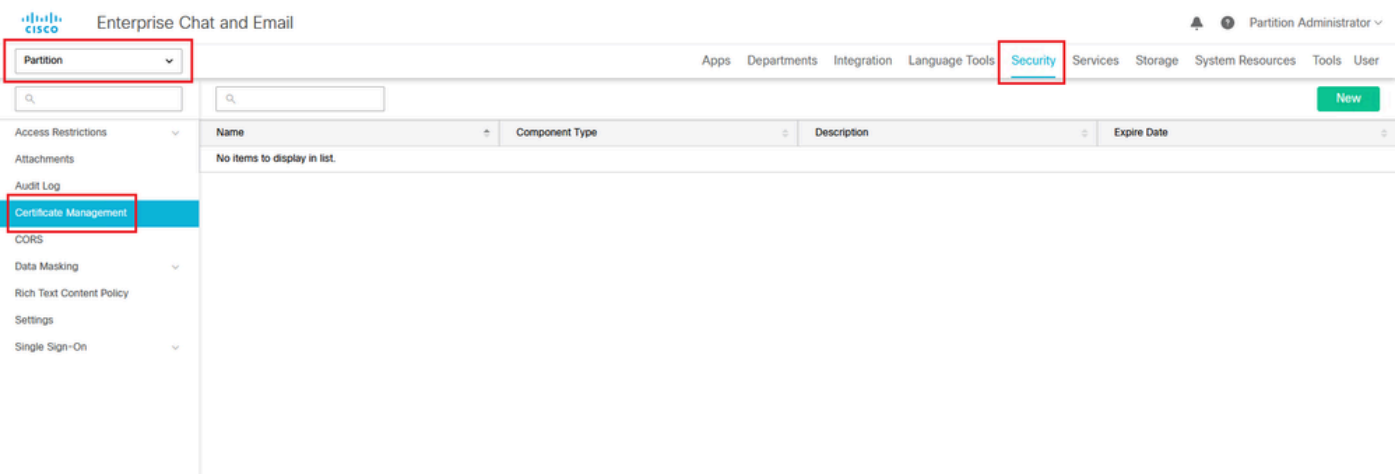 CISCO Enterprise Chat and Email Partition Administrator
Partition Apps Departments Integration Language Tools Security Services Storage System Resources Tools User
New
Access Restrictions
Name Component Type Description Expire Date
Attachments
No items to display in list.
Audit Log
Certificate Management
CORS
Data Masking
Rich Text Content Policy
Settings
Single Sign-On